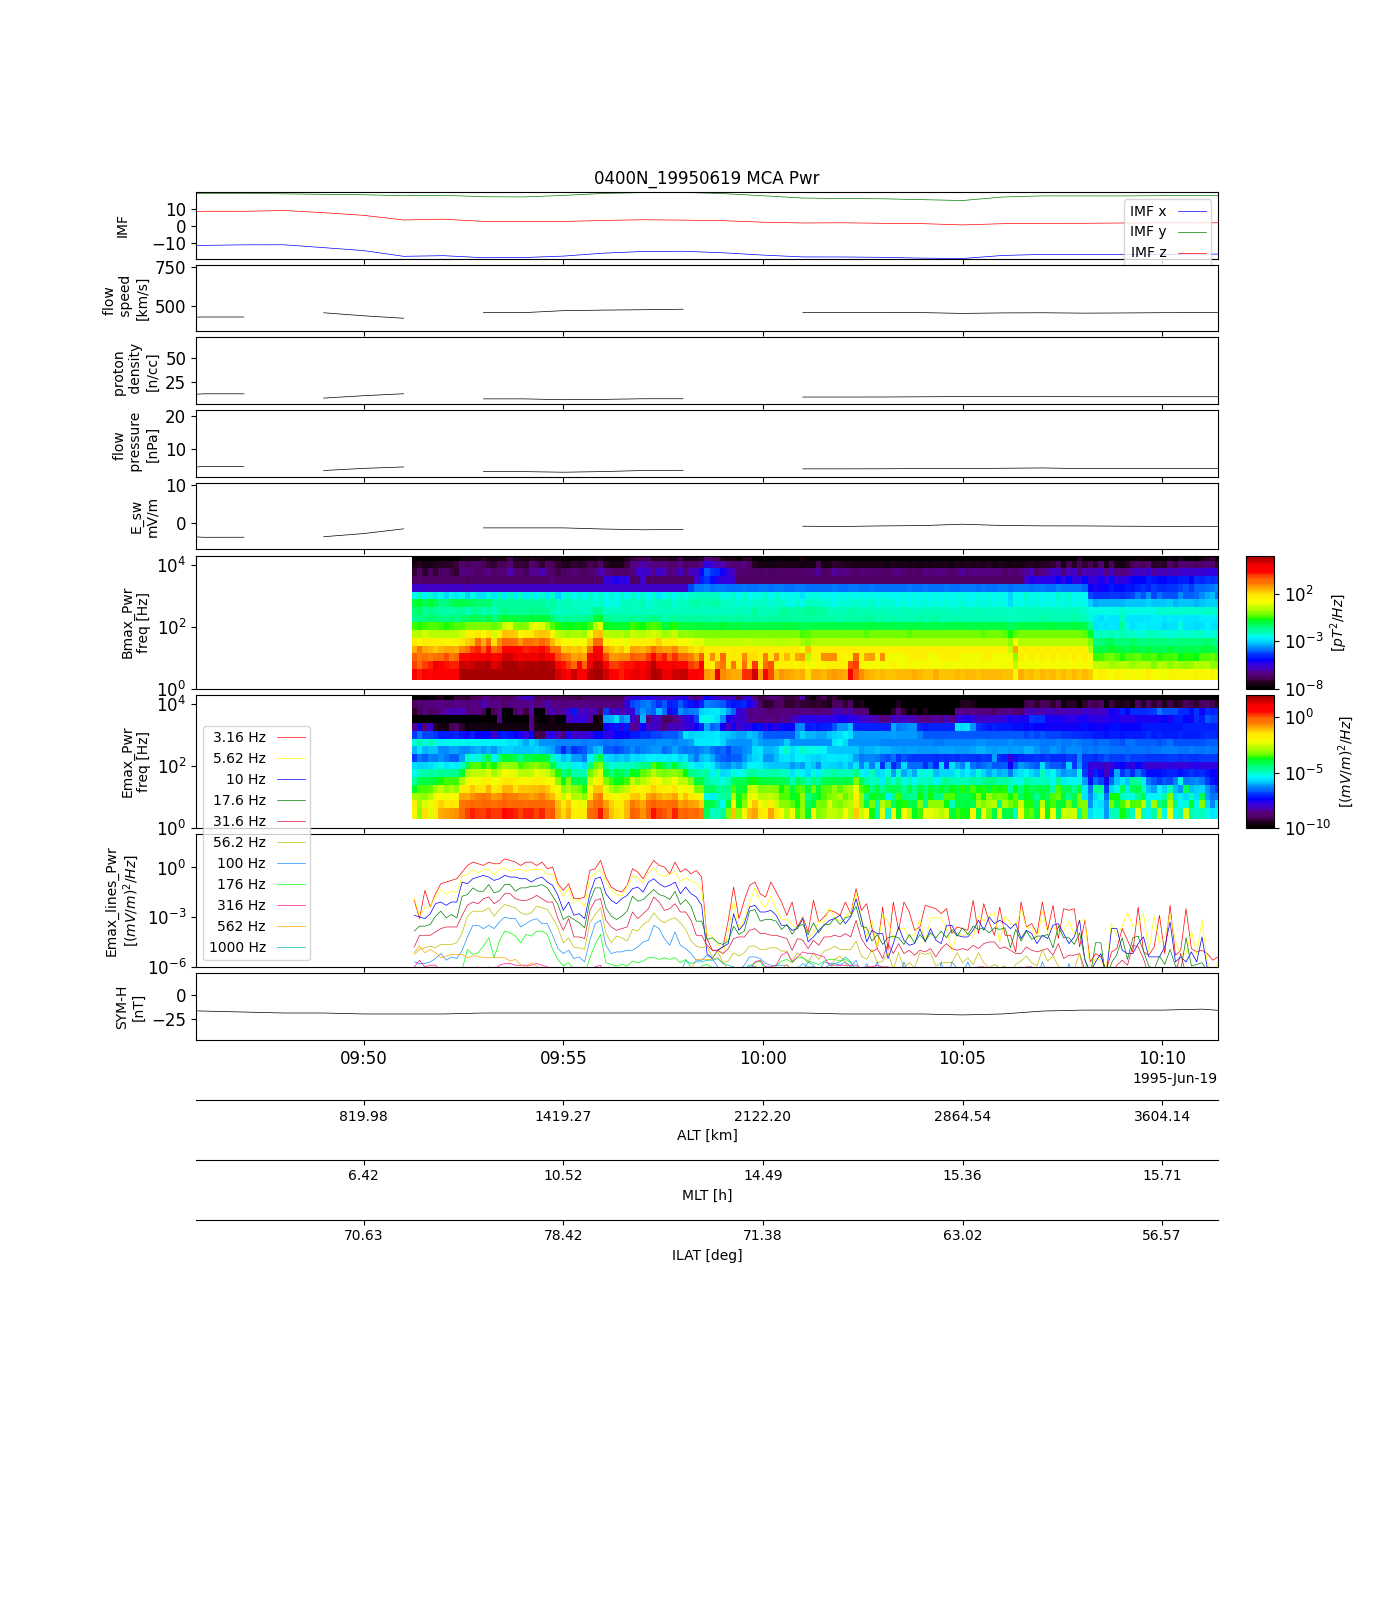 0400N_19950619 MCA Pwr
IMF
10
0
−10
IMF x
IMF y
IMF z
flow
speed
[km/s]
750
500
proton
density
[n/cc]
50
25
flow
pressure
[nPa]
20
10
E_sw
mV/m
10
0
Bmax_Pwr
freq [Hz]
10^4
10^2
10^0
10^2
10^−3
10^−8
[pT^2/Hz]
Emax_Pwr
freq [Hz]
10^4
10^2
10^0
10^0
10^−5
10^−10
[(mV/m)^2/Hz]
3.16 Hz
5.62 Hz
10 Hz
17.6 Hz
31.6 Hz
56.2 Hz
100 Hz
176 Hz
316 Hz
562 Hz
1000 Hz
Emax_lines_Pwr
[(mV/m)^2/Hz]
10^0
10^−3
10^−6
SYM-H
[nT]
0
−25
09:50 09:55 10:00 10:05 10:10
1995-Jun-19
819.98 1419.27 2122.20 2864.54 3604.14
ALT [km]
6.42 10.52 14.49 15.36 15.71
MLT [h]
70.63 78.42 71.38 63.02 56.57
ILAT [deg]